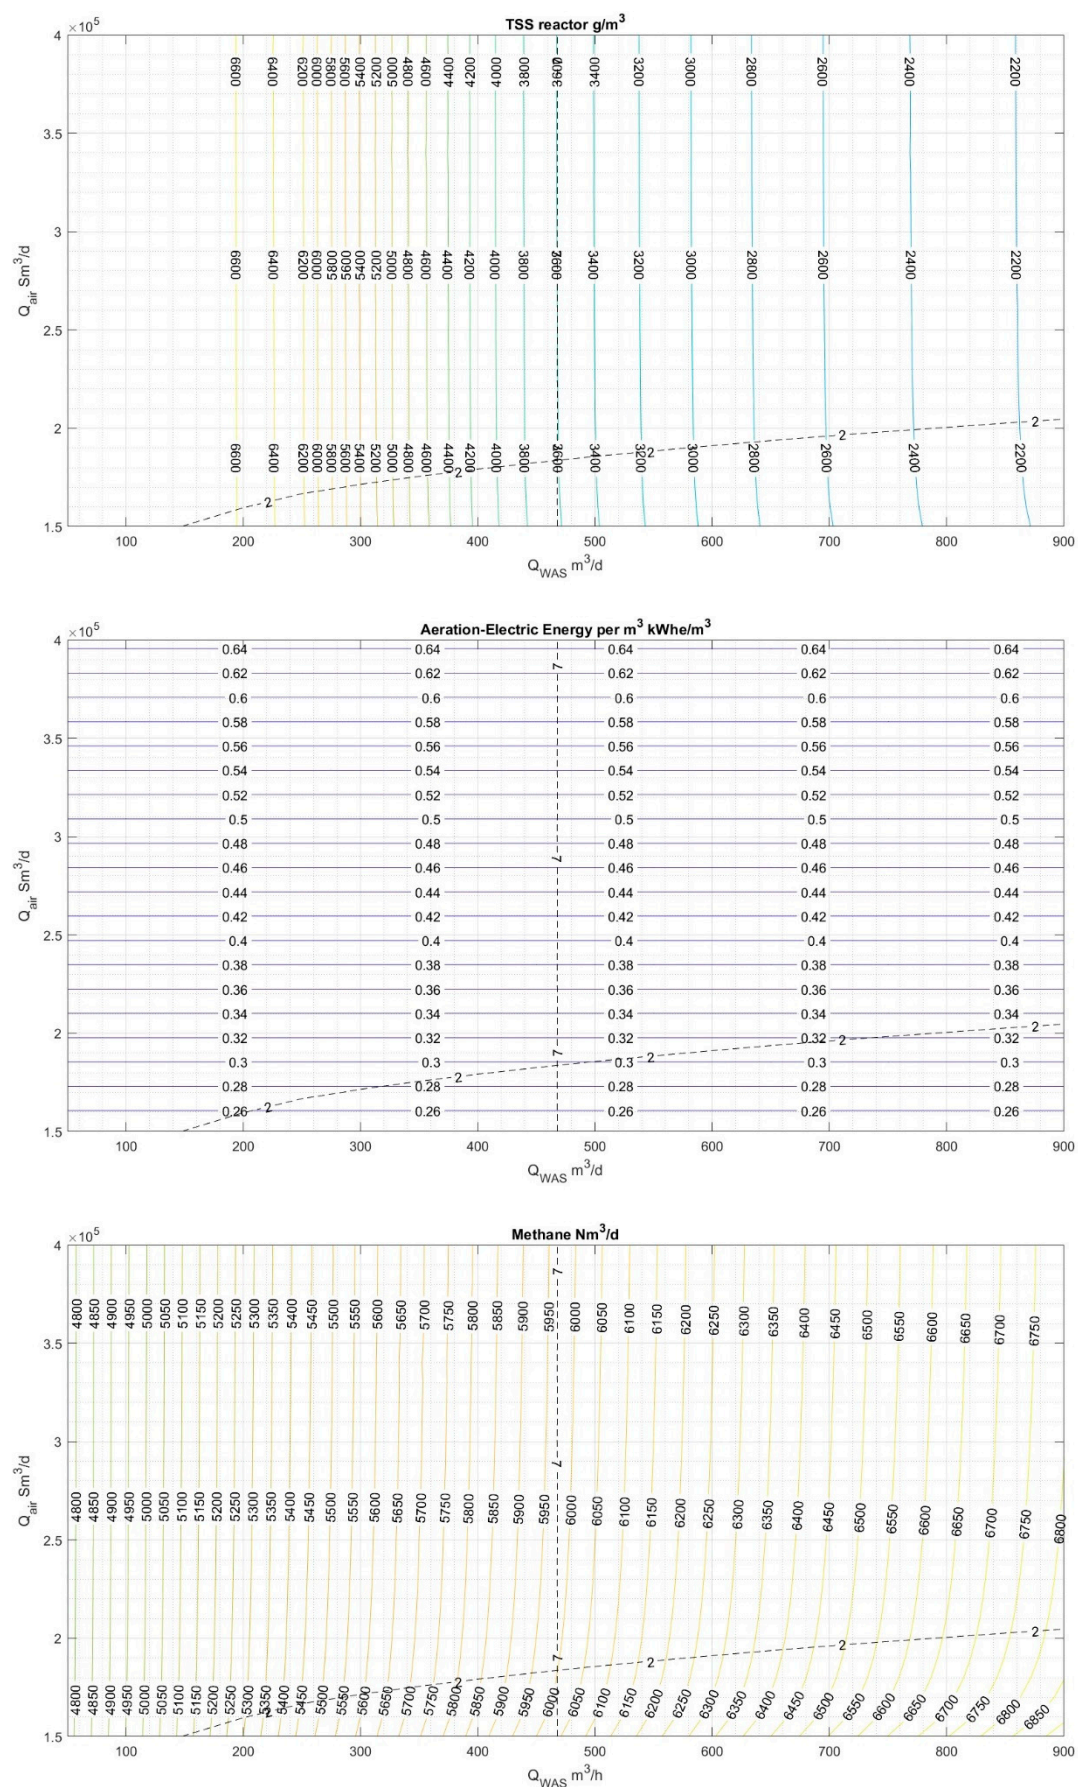 TSS reactor g/m³
×10⁵
4
3.5
3
2.5
2
1.5
Q_air Sm³/d
6600 6400 6200 6000 5800 5600 5400 5200 5000 4800 4600 4400 4200 4000 3800 3600 3400 3200 3000 2800 2600 2400 2200
6600 6400 6200 6000 5800 5600 5400 5200 5000 4800 4600 4400 4200 4000 3800 3600 3400 3200 3000 2800 2600 2400 2200
6600 6400 6200 6000 5800 5600 5400 5200 5000 4800 4600 4400 4200 4000 3800 3600 3400 3200 3000 2800 2600 2400 2200
2 2 2 2 2
100 200 300 400 500 600 700 800 900
Q_WAS m³/d
Aeration-Electric Energy per m³ kWhe/m³
×10⁵
4
3.5
3
2.5
2
1.5
Q_air Sm³/d
0.64 0.64 0.64 0.64 0.64
0.62 0.62 0.62 0.62 0.62
0.6 0.6 0.6 0.6 0.6
0.58 0.58 0.58 0.58 0.58
0.56 0.56 0.56 0.56 0.56
0.54 0.54 0.54 0.54 0.54
0.52 0.52 0.52 0.52 0.52
0.5 0.5 0.5 0.5 0.5
0.48 0.48 0.48 0.48 0.48
0.46 0.46 0.46 0.46 0.46
0.44 0.44 0.44 0.44 0.44
0.42 0.42 0.42 0.42 0.42
0.4 0.4 0.4 0.4 0.4
0.38 0.38 0.38 0.38 0.38
0.36 0.36 0.36 0.36 0.36
0.34 0.34 0.34 0.34 0.34
0.32 0.32 0.32 0.32 0.32
0.3 0.3 0.3 0.3 0.3
0.28 0.28 0.28 0.28 0.28
0.26 0.26 0.26 0.26 0.26
7 7 7
2 2 2 2 2
100 200 300 400 500 600 700 800 900
Q_WAS m³/d
Methane Nm³/d
×10⁵
4
3.5
3
2.5
2
1.5
Q_air Sm³/d
4800 4850 4900 4950 5000 5050 5100 5150 5200 5250 5300 5350 5400 5450 5500 5550 5600 5650 5700 5750 5800 5850 5900 5950 6000 6050 6100 6150 6200 6250 6300 6350 6400 6450 6500 6550 6600 6650 6700 6750
4800 4850 4900 4950 5000 5050 5100 5150 5200 5250 5300 5350 5400 5450 5500 5550 5600 5650 5700 5750 5800 5850 5900 5950 6000 6050 6100 6150 6200 6250 6300 6350 6400 6450 6500 6550 6600 6650 6700 6750 6800
4800 4850 4900 4950 5000 5050 5100 5150 5200 5250 5300 5350 5400 5450 5500 5550 5600 5650 5700 5750 5800 5850 5900 5950 6000 6050 6100 6150 6200 6250 6300 6350 6400 6450 6500 6550 6600 6650 6700 6750 6800 6850
7 7 7
2 2 2 2 2
100 200 300 400 500 600 700 800 900
Q_WAS m³/h